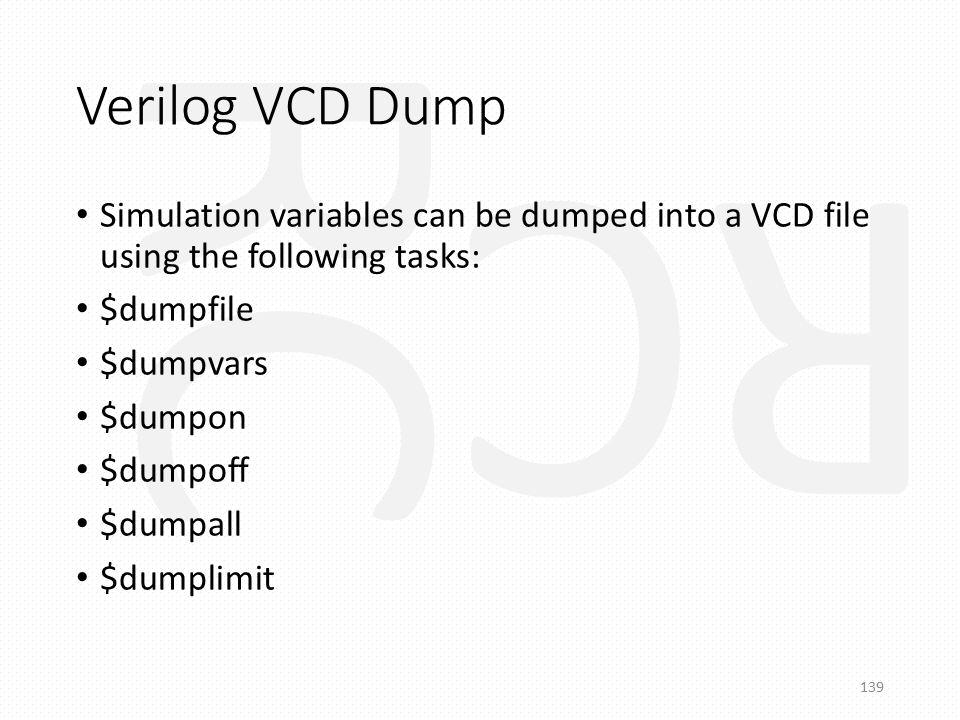 Verilog VCD Dump
• Simulation variables can be dumped into a VCD file
using the following tasks:
• $dumpfile
• $dumpvars
• $dumpon
• $dumpoff
• $dumpall
• $dumplimit
139